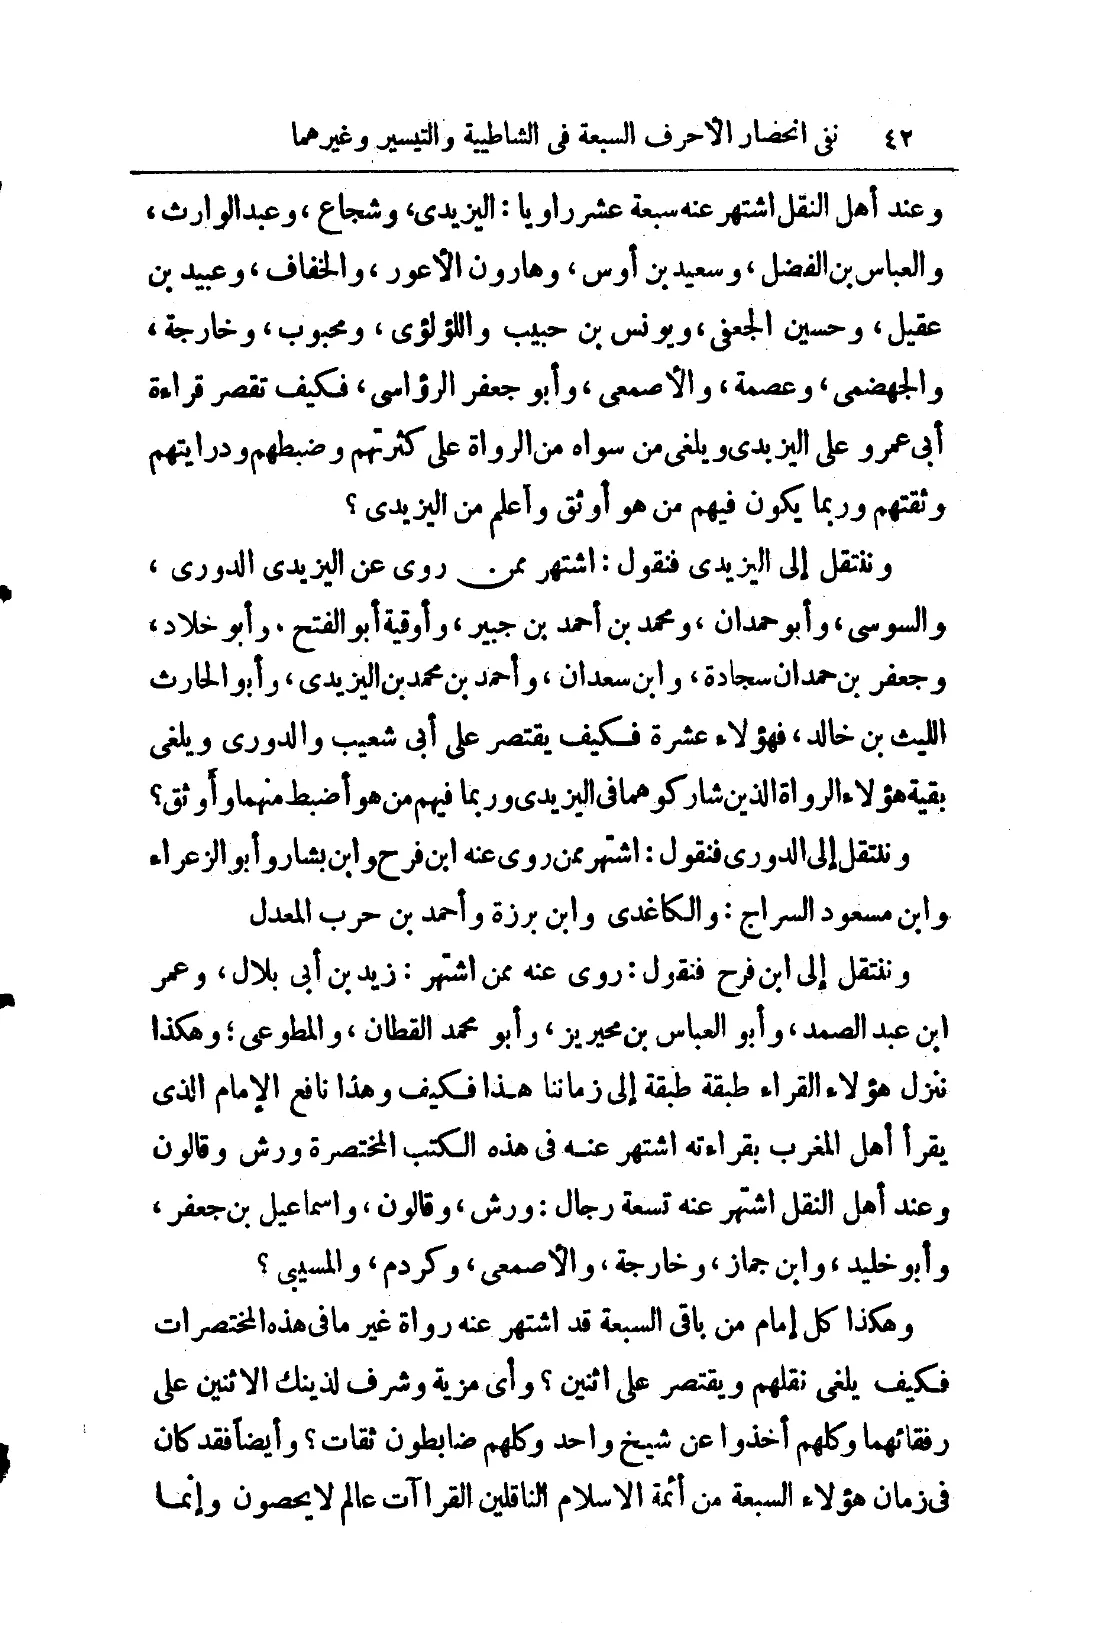 ٤٢ نفى انحصار الأحرف السبعة فى الشاطبية والتيسير وغيرهما
وعند أهل النقل اشتهر عنه سبعة عشر راويا : اليزيدى، وشجاع ، وعبد الوارث ،
والعباس بن الفضل ، وسعيد بن أوس ، وهارون الأعور ، والخفاف ، وعبيد بن
عقيل ، وحسين الجعفى ، ويونس بن حبيب واللؤلؤى ، ومحبوب ، وخارجة ،
والجهضمى ، وعصمة ، والأصمعى ، وأبو جعفر الرؤاسى ، فكيف تقصر قراءة
أبى عمرو على اليزيدى ويلغى من سواه من الرواة على كثرتهم وضبطهم ودرايتهم
وثقتهم وربما يكون فيهم من هو أوثق وأعلم من اليزيدى ؟
وننتقل إلى اليزيدى فنقول : اشتهر ممن روى عن اليزيدى الدورى ،
والسوسى ، وأبو حمدان ، ومحمد بن أحمد بن جبير ، وأوقية أبو الفتح . وأبو خلاد ،
وجعفر بن حمدان سجادة ، وابن سعدان ، وأحمد بن محمد بن اليزيدى ، وأبو الحارث
الليث بن خالد ، فهؤلاء عشرة فكيف يقتصر على أبى شعيب والدورى ويلغى
بقية هؤلاء الرواة الذين شاركوهما فى اليزيدى وربما فيهم من هو أضبط منهما وأوثق ؟
وننتقل إلى الدورى فنقول : اشتهر ممن روى عنه ابن فرح وابن بشار وأبو الزعراء
وابن مسعود السراج : والكاغدى وابن برزة وأحمد بن حرب المعدل
وننتقل إلى ابن فرح فنقول : روى عنه ممن اشتهر : زيد بن أبى بلال ، وعمر
ابن عبد الصمد ، وأبو العباس بن محيريز ، وأبو محمد القطان ، والمطوعى ؛ وهكذا
ننزل هؤلاء القراء طبقة طبقة إلى زماننا هذا فكيف وهذا نافع الإمام الذى
يقرأ أهل المغرب بقراءته اشتهر عنه فى هذه الكتب المختصرة ورش وقالون
وعند أهل النقل اشتهر عنه تسعة رجال : ورش ، وقالون ، واسماعيل بن جعفر ،
وأبو خليد ، وابن جماز ، وخارجة ، والأصمعى ، وكردم ، والمسيبى ؟
وهكذا كل إمام من باقى السبعة قد اشتهر عنه رواة غير ما فى هذه المختصرات
فكيف يلغى نقلهم ويقتصر على اثنين ؟ وأى مزية وشرف لذينك الاثنين على
رفقائهما وكلهم أخذوا عن شيخ واحد وكلهم ضابطون ثقات ؟ وأيضاً فقد كان
فى زمان هؤلاء السبعة من أئمة الاسلام الناقلين القراآت عالم لا يحصون وإنما